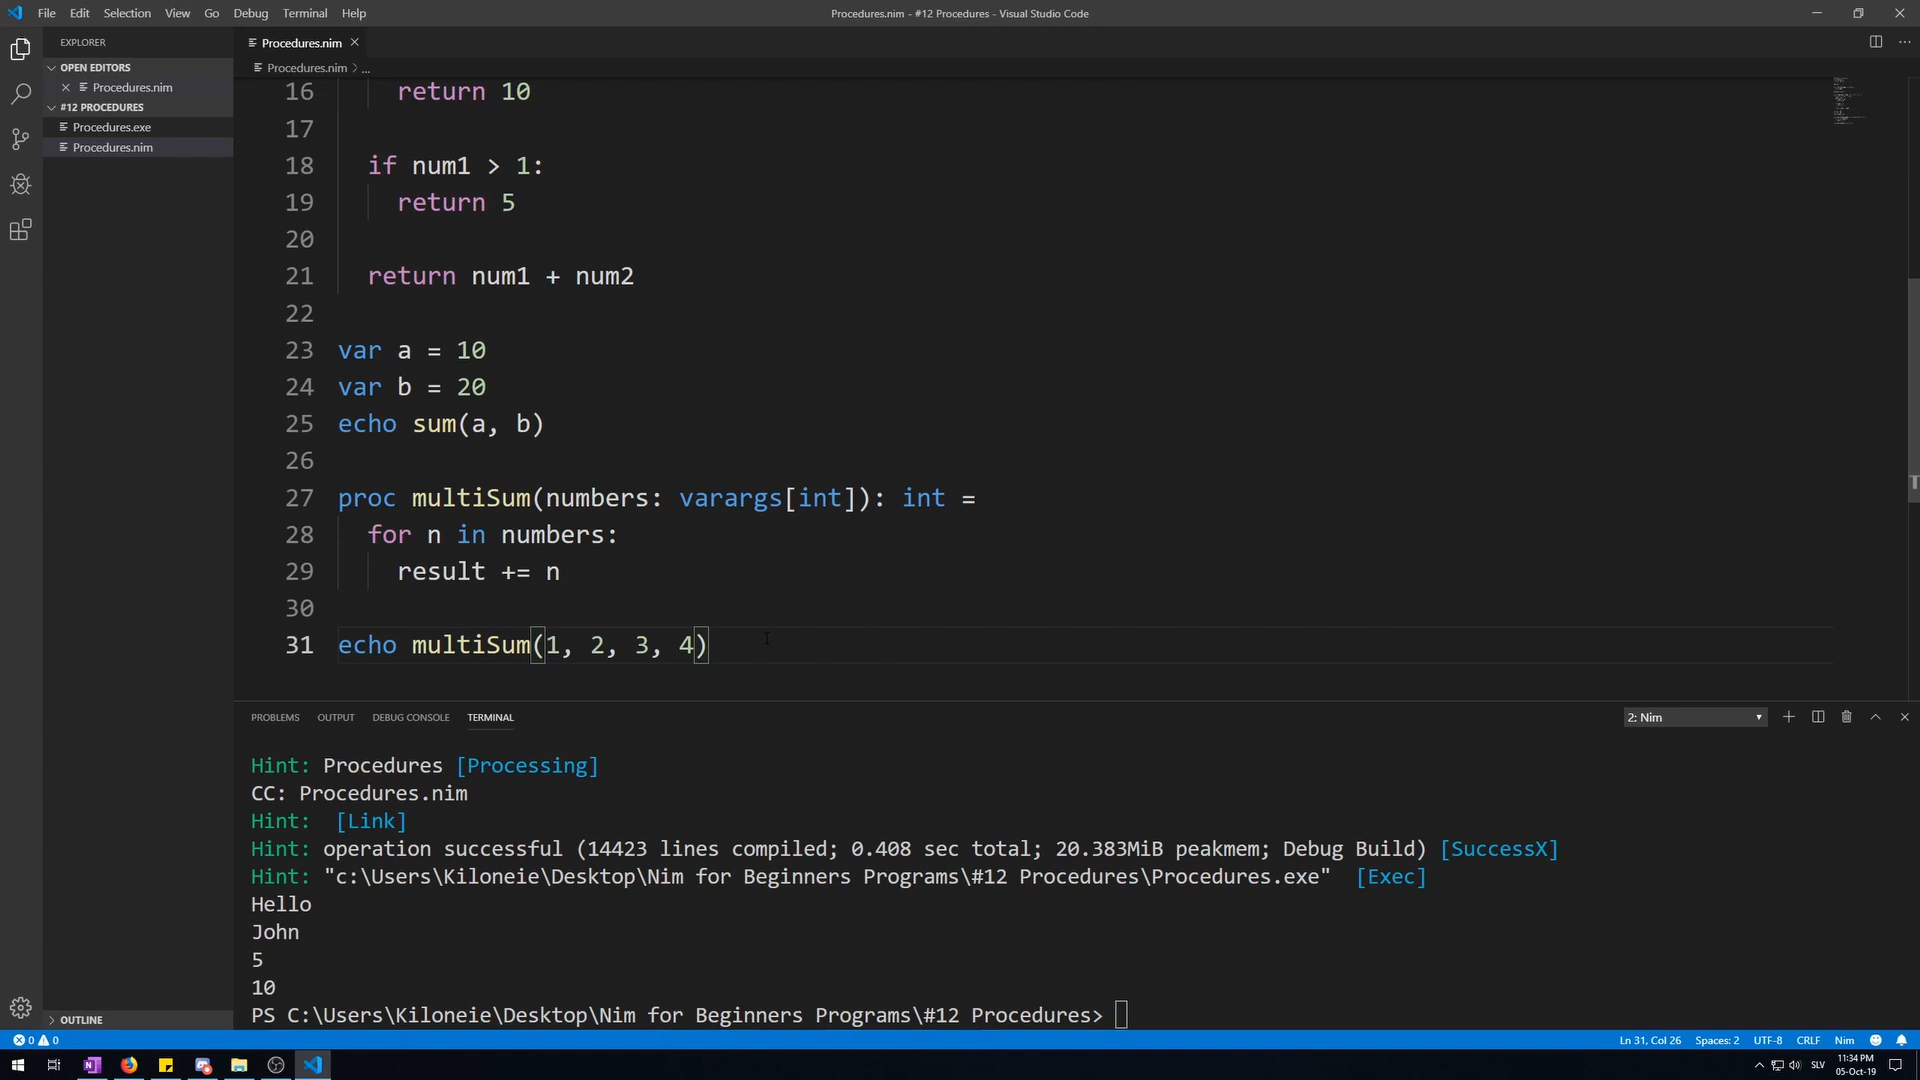 File Edit Selection View Go Debug Terminal Help
Procedures.nim - #12 Procedures - Visual Studio Code
EXPLORER
OPEN EDITORS
Procedures.nim
#12 PROCEDURES
Procedures.exe
Procedures.nim
OUTLINE
Procedures.nim
Procedures.nim > ...
16 return 10
17
18 if num1 > 1:
19 return 5
20
21 return num1 + num2
22
23 var a = 10
24 var b = 20
25 echo sum(a, b)
26
27 proc multiSum(numbers: varargs[int]): int =
28 for n in numbers:
29 result += n
30
31 echo multiSum(1, 2, 3, 4)
PROBLEMS OUTPUT DEBUG CONSOLE TERMINAL
2: Nim
Hint: Procedures [Processing]
CC: Procedures.nim
Hint: [Link]
Hint: operation successful (14423 lines compiled; 0.408 sec total; 20.383MiB peakmem; Debug Build) [SuccessX]
Hint: "c:\Users\Kiloneie\Desktop\Nim for Beginners Programs\#12 Procedures\Procedures.exe" [Exec]
Hello
John
5
10
PS C:\Users\Kiloneie\Desktop\Nim for Beginners Programs\#12 Procedures>
0 0
Ln 31, Col 26 Spaces: 2 UTF-8 CRLF Nim
SLV
11:34 PM
05-Oct-19